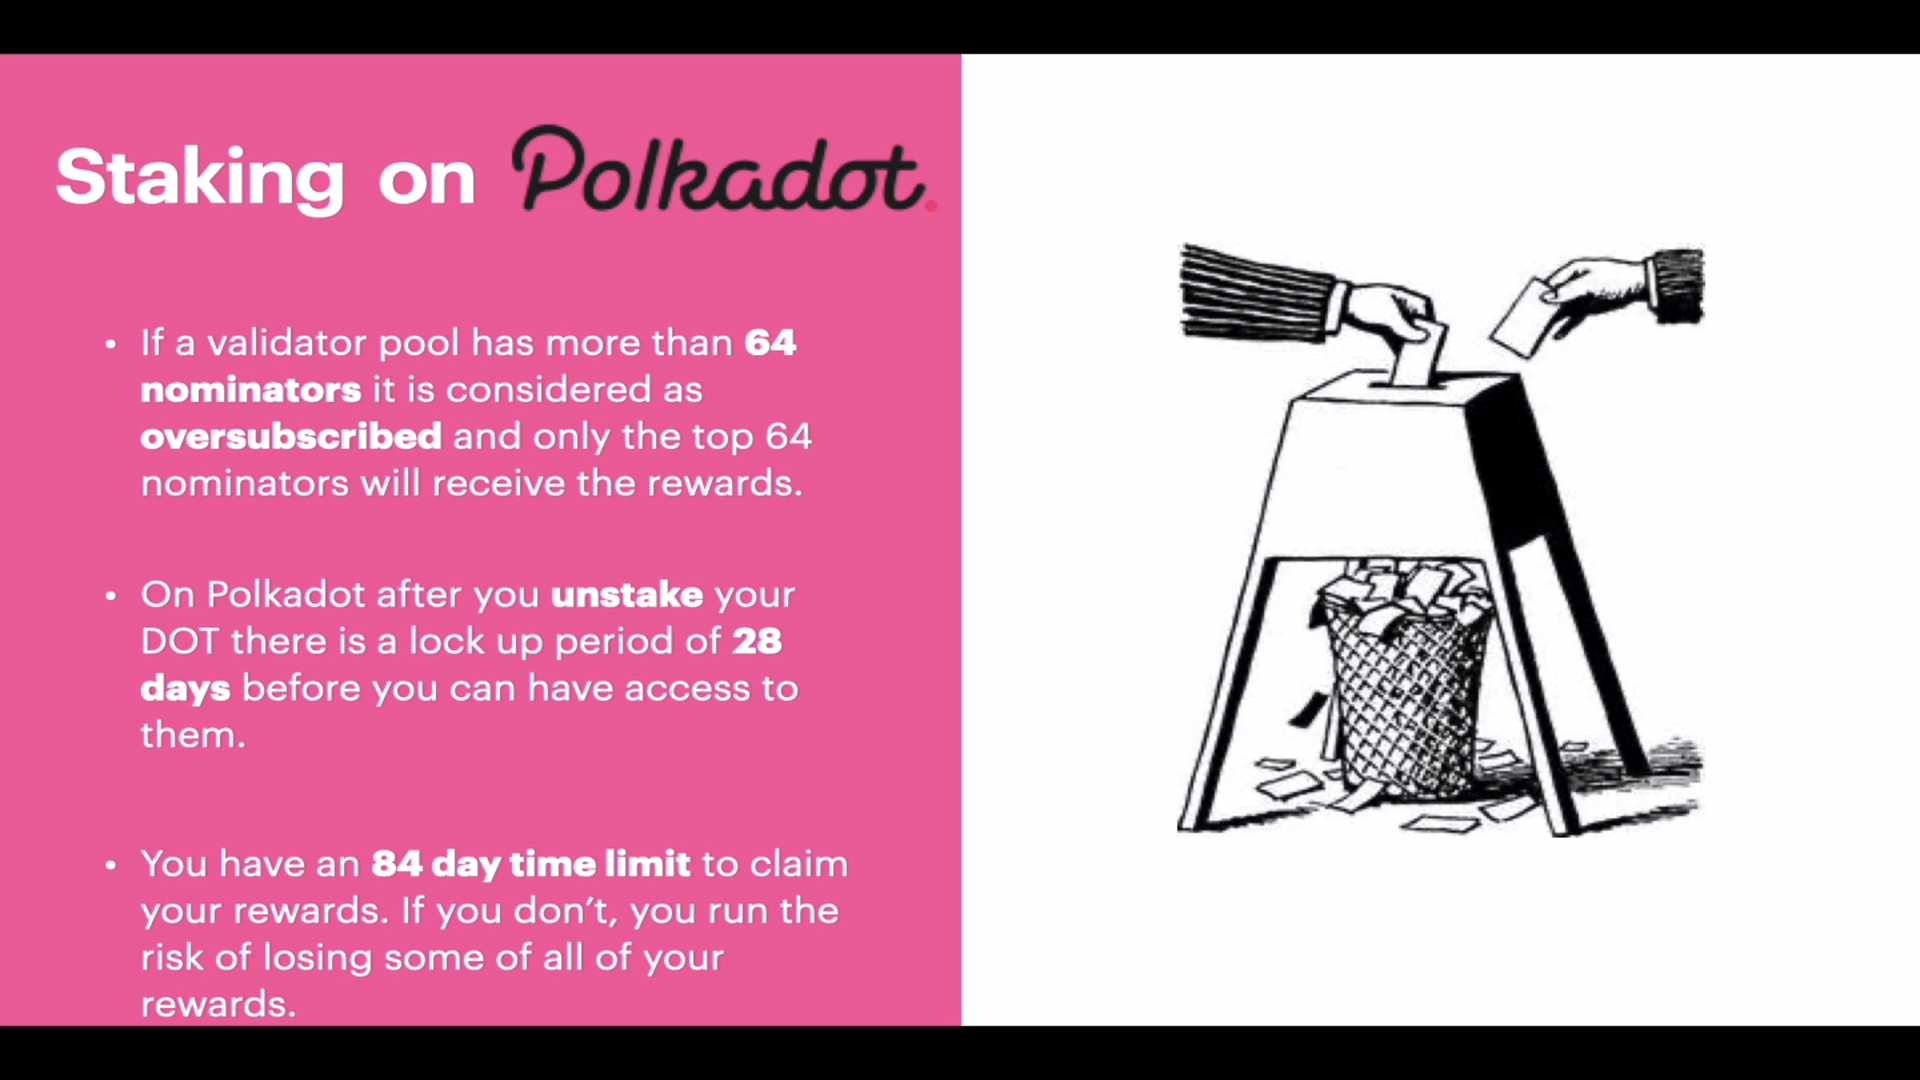 Staking on Polkadot.
• If a validator pool has more than 64
nominators it is considered as
oversubscribed and only the top 64
nominators will receive the rewards.
• On Polkadot after you unstake your
DOT there is a lock up period of 28
days before you can have access to
them.
• You have an 84 day time limit to claim
your rewards. If you don’t, you run the
risk of losing some of all of your
rewards.